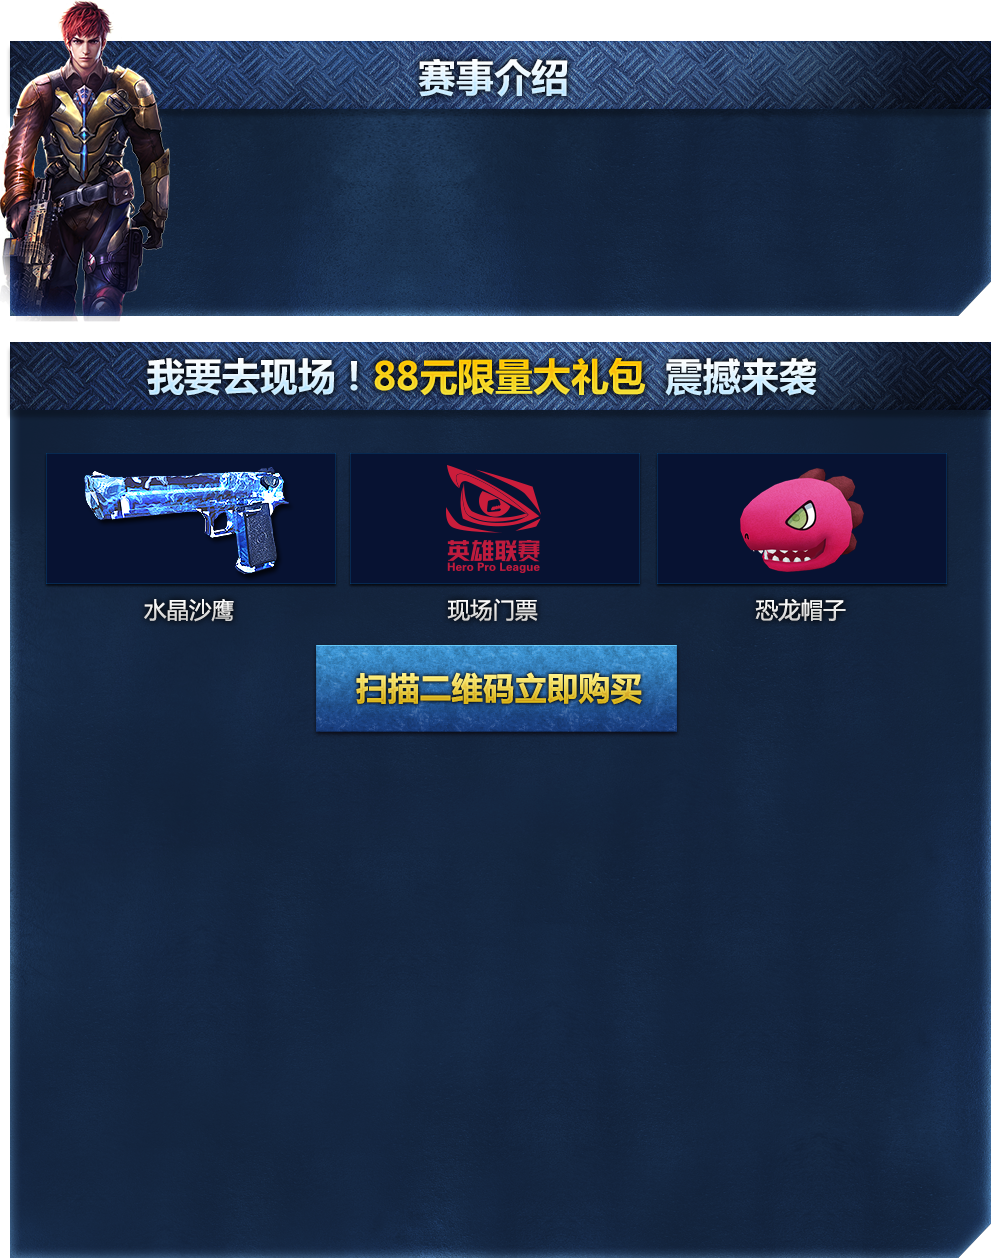 赛事介绍
我要去现场！88元限量大礼包 震撼来袭
英雄联赛
Hero Pro League
水晶沙鹰
现场门票
恐龙帽子
扫描二维码立即购买